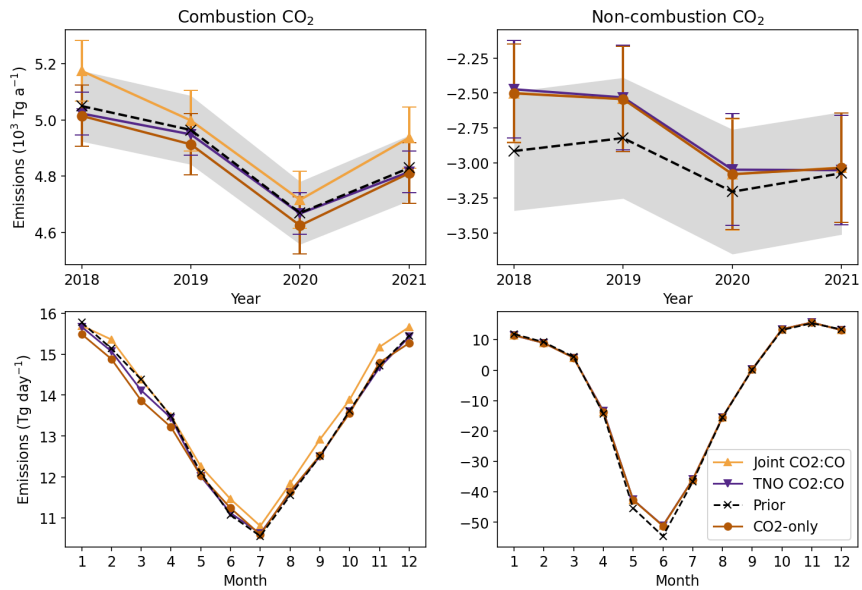 Combustion CO₂
Non-combustion CO₂
Emissions (10³ Tg a⁻¹)
5.2
5.0
4.8
4.6
2018 2019 2020 2021
Year
−2.25
−2.50
−2.75
−3.00
−3.25
−3.50
2018 2019 2020 2021
Year
Emissions (Tg day⁻¹)
16
15
14
13
12
11
1 2 3 4 5 6 7 8 9 10 11 12
Month
10
0
−10
−20
−30
−40
−50
Joint CO2:CO
TNO CO2:CO
Prior
CO2-only
1 2 3 4 5 6 7 8 9 10 11 12
Month